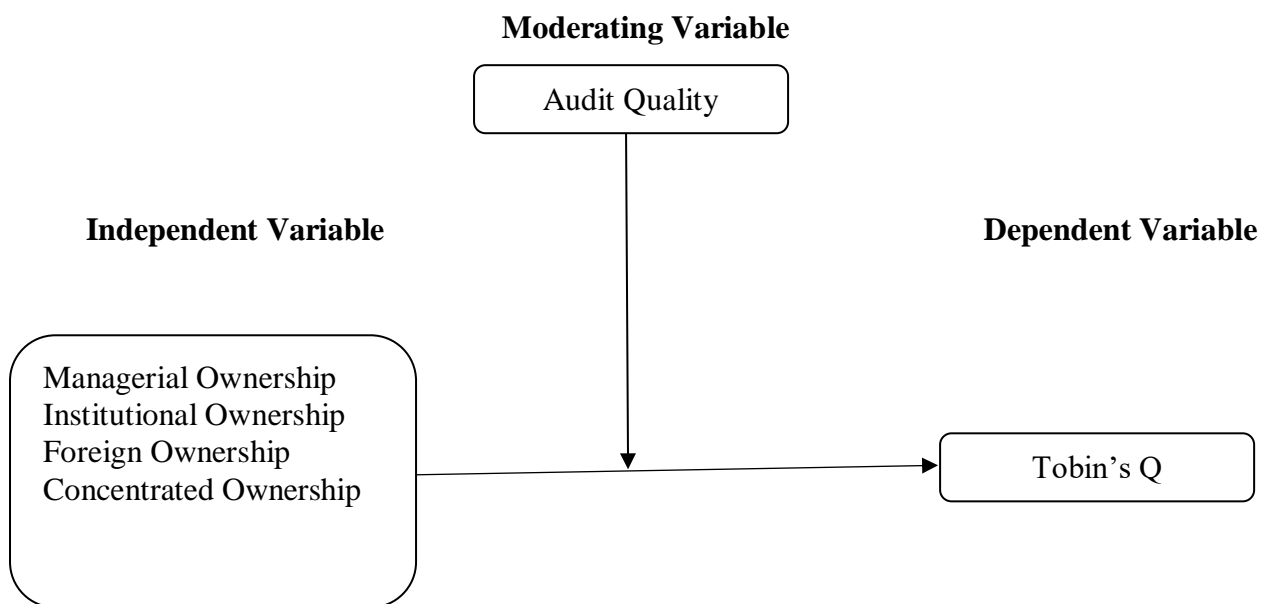 Moderating Variable
Audit Quality
Independent Variable
Dependent Variable
Managerial Ownership
Institutional Ownership
Foreign Ownership
Concentrated Ownership
Tobin’s Q